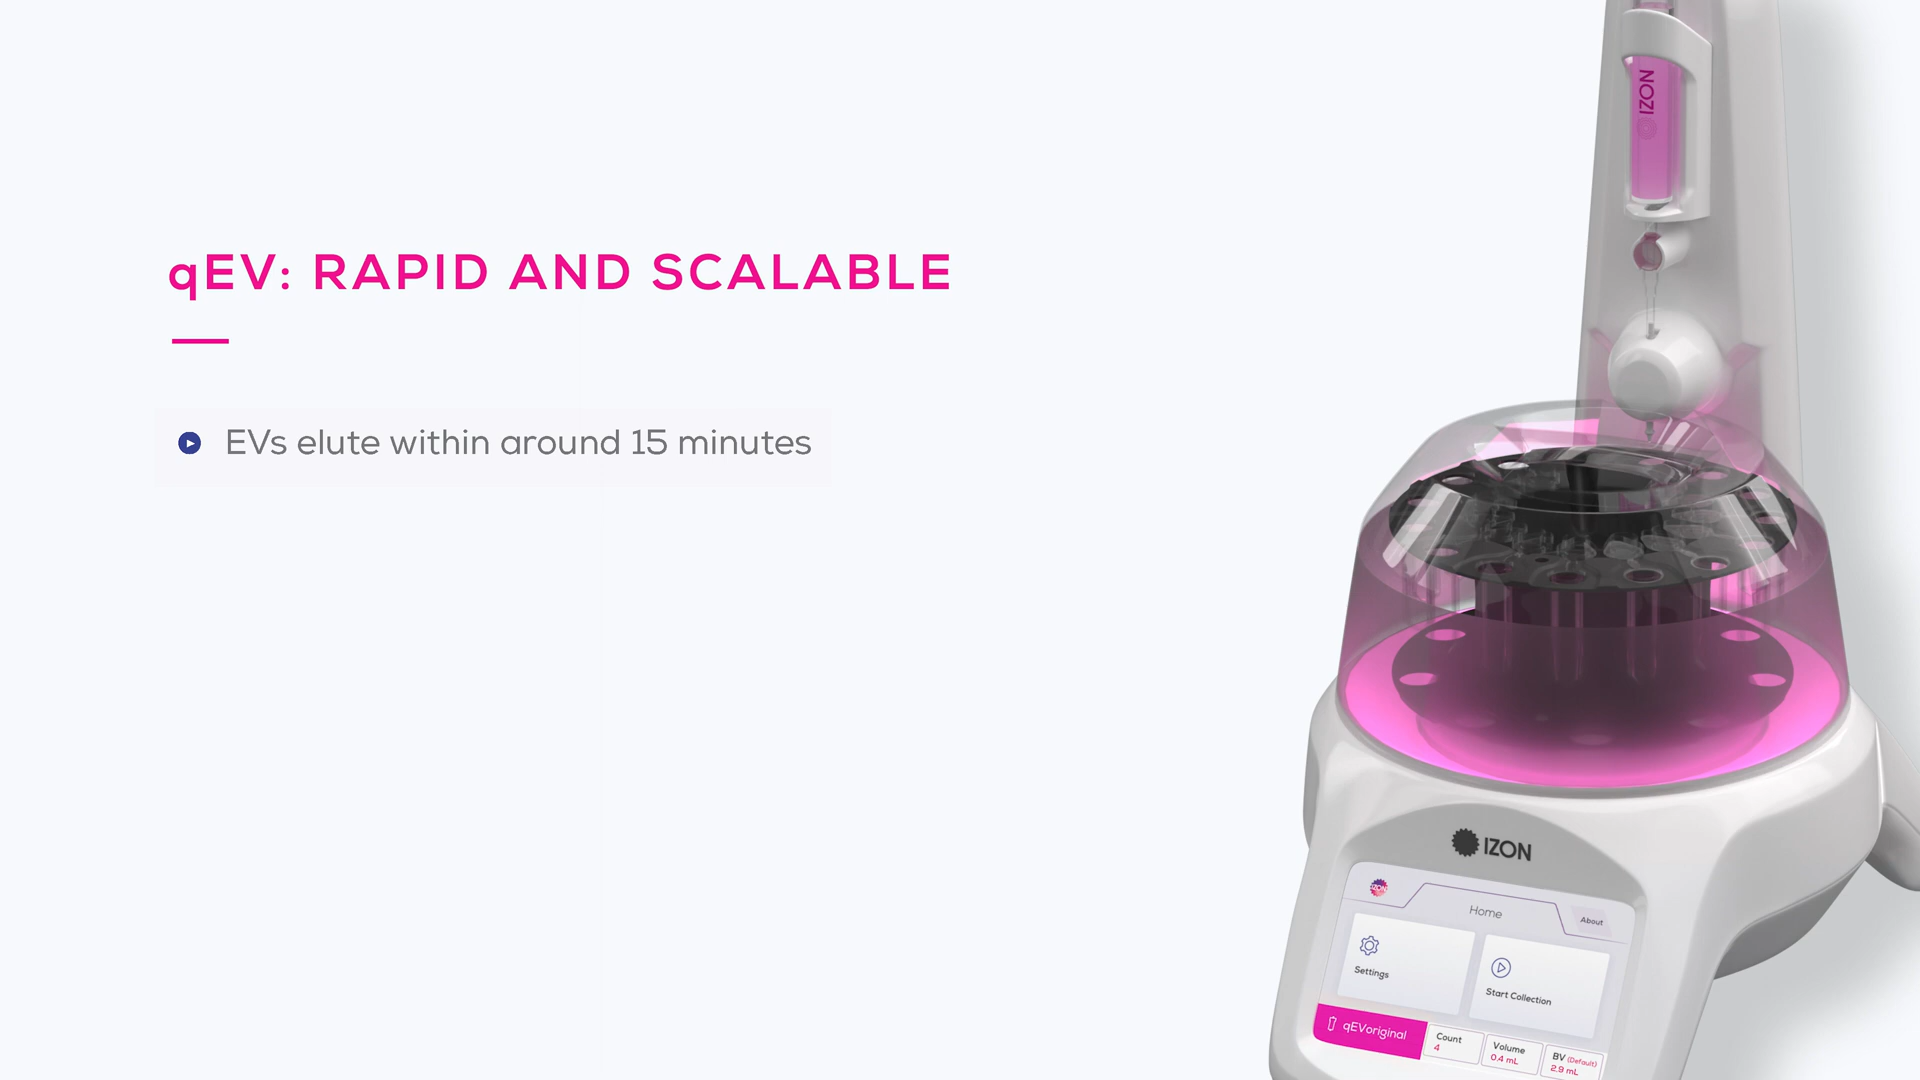 IZON
qEV: RAPID AND SCALABLE
EVs elute within around 15 minutes
IZON
IZON
Home
About
Settings
Start Collection
qEVoriginal
Count
4
Volume
0.4 mL
BV (Default)
2.9 mL